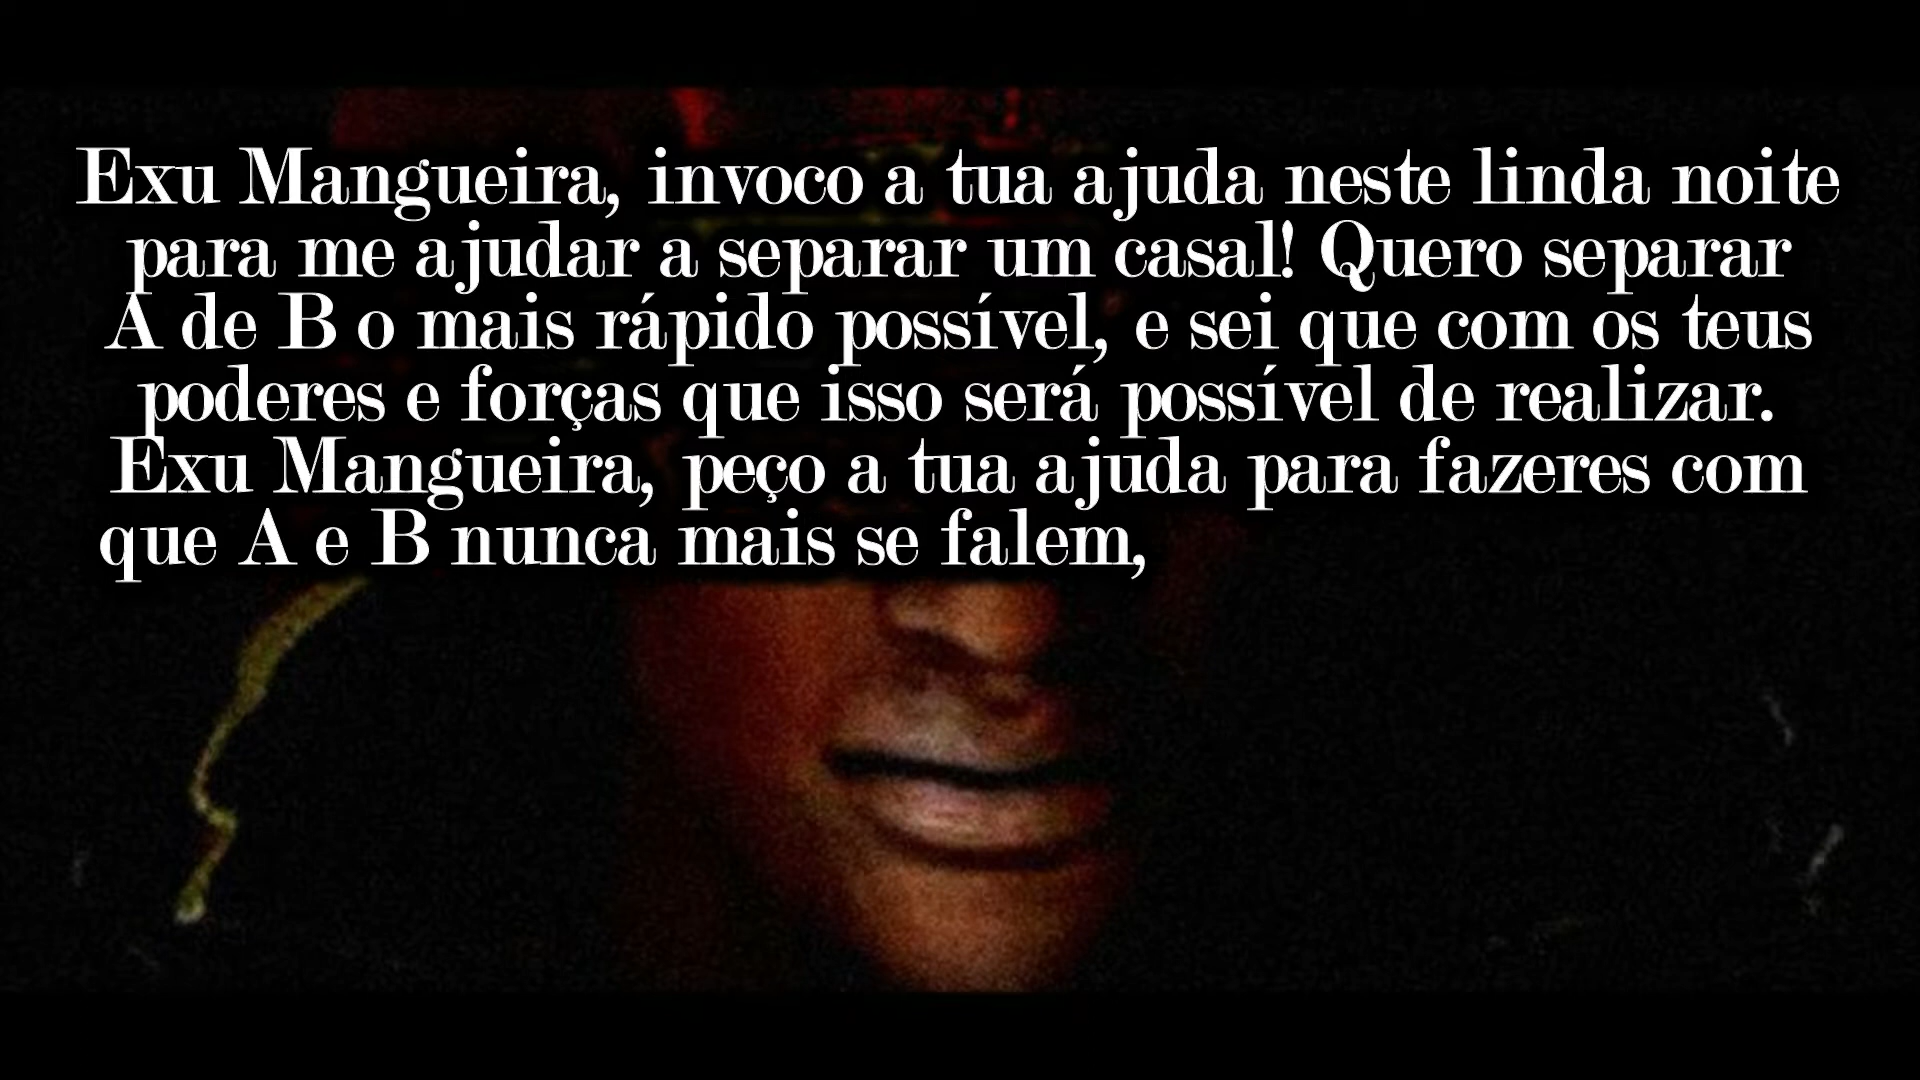 Exu Mangueira, invoco a tua ajuda neste linda noite
para me ajudar a separar um casal! Quero separar
A de B o mais rápido possível, e sei que com os teus
poderes e forças que isso será possível de realizar.
Exu Mangueira, peço a tua ajuda para fazeres com
que A e B nunca mais se falem,